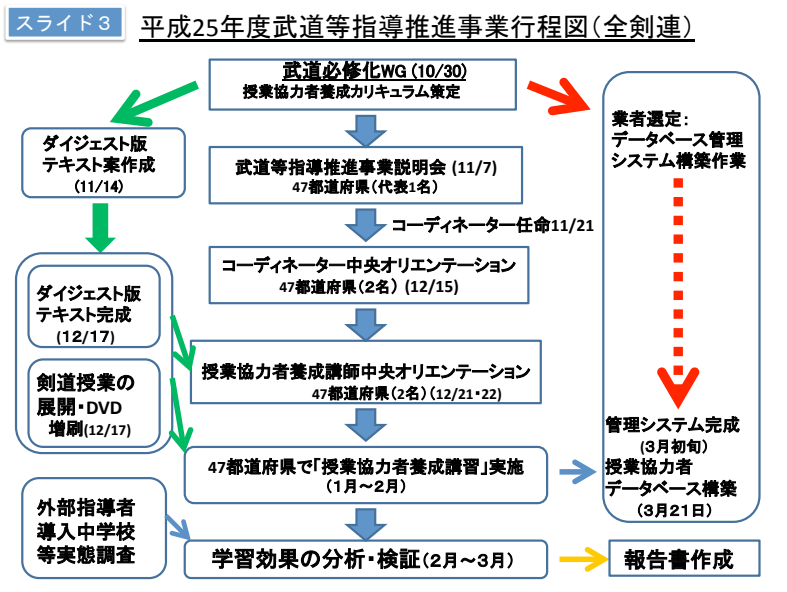 スライド3
平成25年度武道等指導推進事業行程図(全剣連)
武道必修化WG (10/30)
授業協力者養成カリキュラム策定
ダイジェスト版
テキスト案作成
(11/14)
武道等指導推進事業説明会 (11/7)
47都道府県(代表1名)
コーディネーター任命11/21
コーディネーター中央オリエンテーション
47都道府県(2名) (12/15)
ダイジェスト版
テキスト完成
(12/17)
剣道授業の
展開・DVD
増刷(12/17)
授業協力者養成講師中央オリエンテーション
47都道府県(2名)(12/21・22)
47都道府県で「授業協力者養成講習」実施
(1月～2月)
外部指導者
導入中学校
等実態調査
学習効果の分析・検証(2月～3月)
業者選定:
データベース管理
システム構築作業
管理システム完成
(3月初旬)
授業協力者
データベース構築
(3月21日)
報告書作成